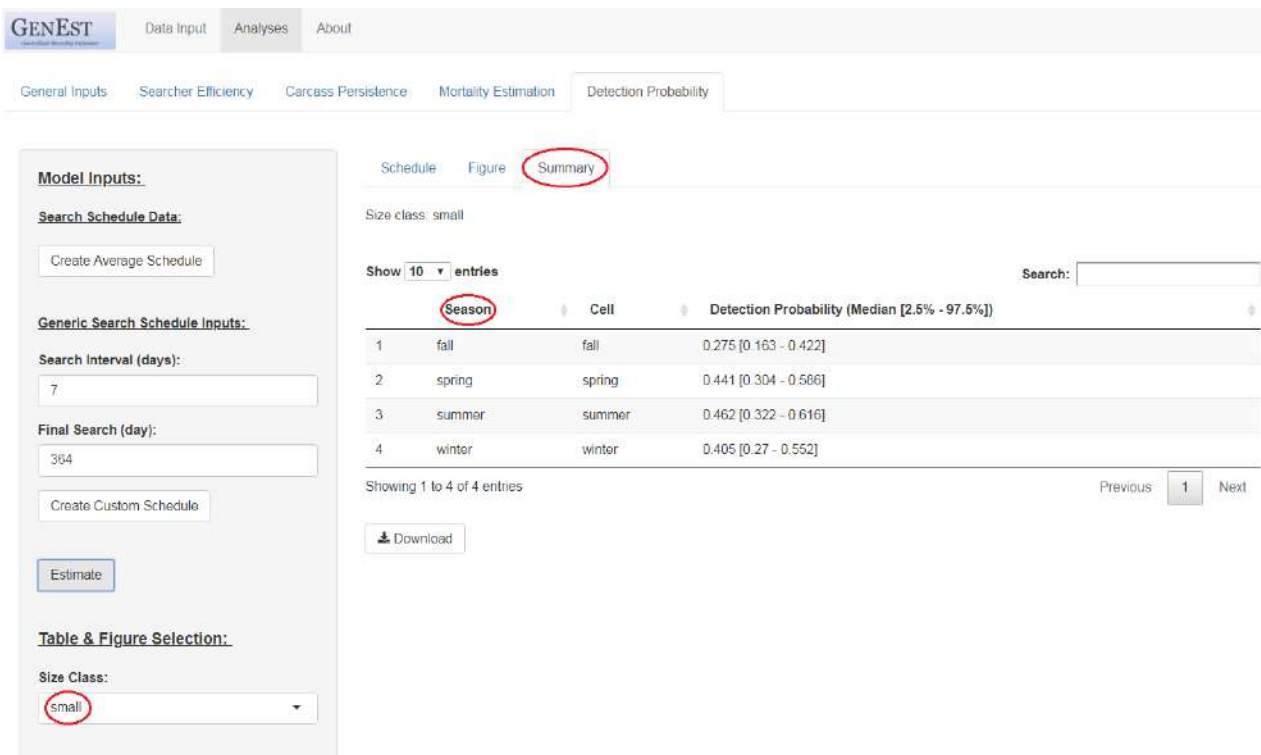 GENEST
Data Input Analyses About
General Inputs Searcher Efficiency Carcass Persistence Mortality Estimation Detection Probability
Model Inputs:
Search Schedule Data:
Create Average Schedule
Generic Search Schedule Inputs:
Search Interval (days):
7
Final Search (day):
364
Create Custom Schedule
Estimate
Table & Figure Selection:
Size Class:
small
Schedule Figure Summary
Size class: small
Show 10 entries
Search:
Season Cell Detection Probability (Median [2.5% - 97.5%])
1 fall fall 0.275 [0.163 - 0.422]
2 spring spring 0.441 [0.304 - 0.586]
3 summer summer 0.462 [0.322 - 0.616]
4 winter winter 0.405 [0.27 - 0.552]
Showing 1 to 4 of 4 entries
Previous 1 Next
Download